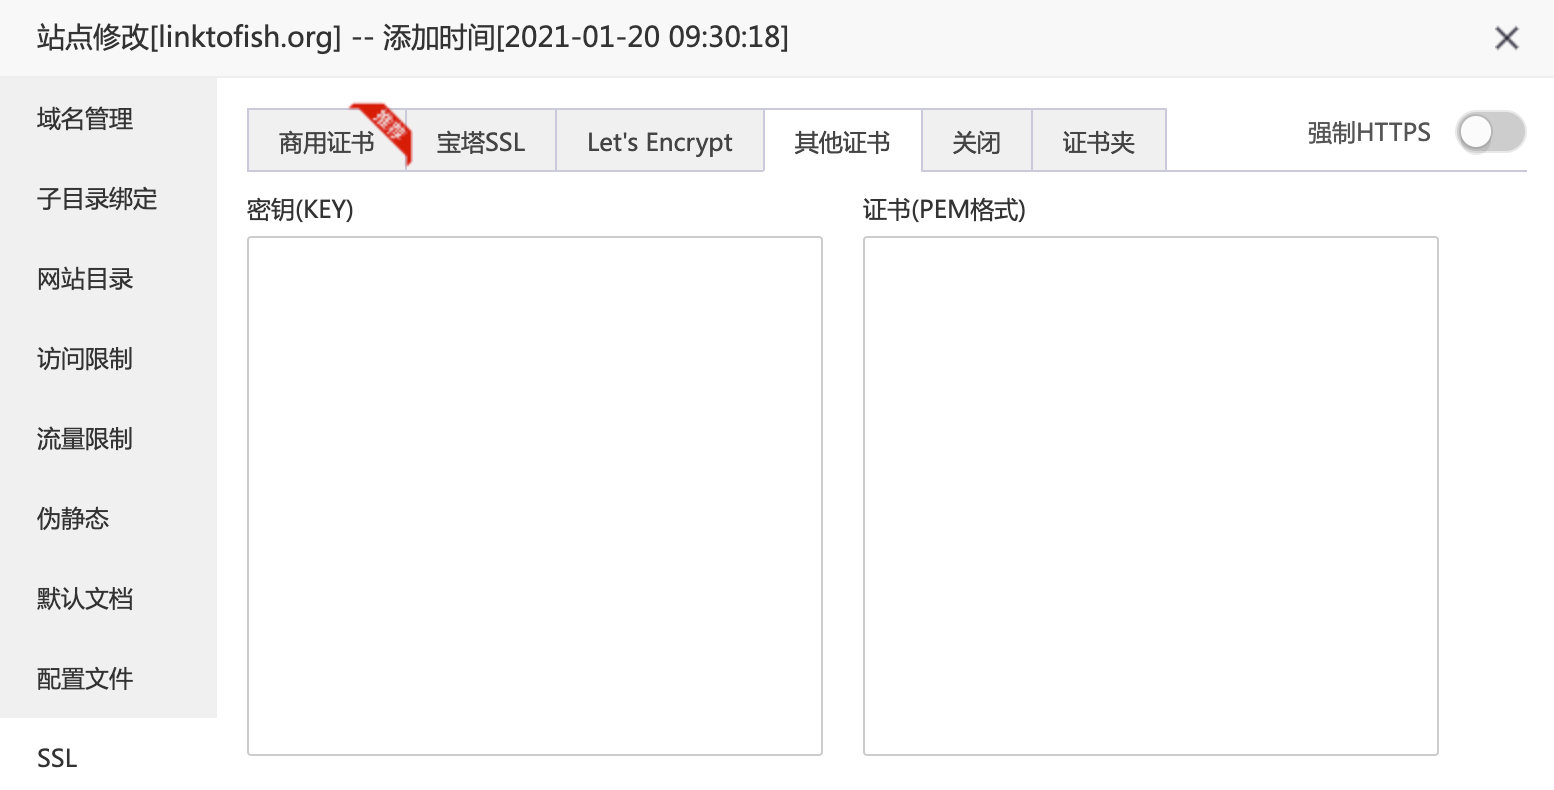 站点修改[linktofish.org] -- 添加时间[2021-01-20 09:30:18]
域名管理
子目录绑定
网站目录
访问限制
流量限制
伪静态
默认文档
配置文件
SSL
商用证书
推荐
宝塔SSL
Let's Encrypt
其他证书
关闭
证书夹
强制HTTPS
密钥(KEY)
证书(PEM格式)